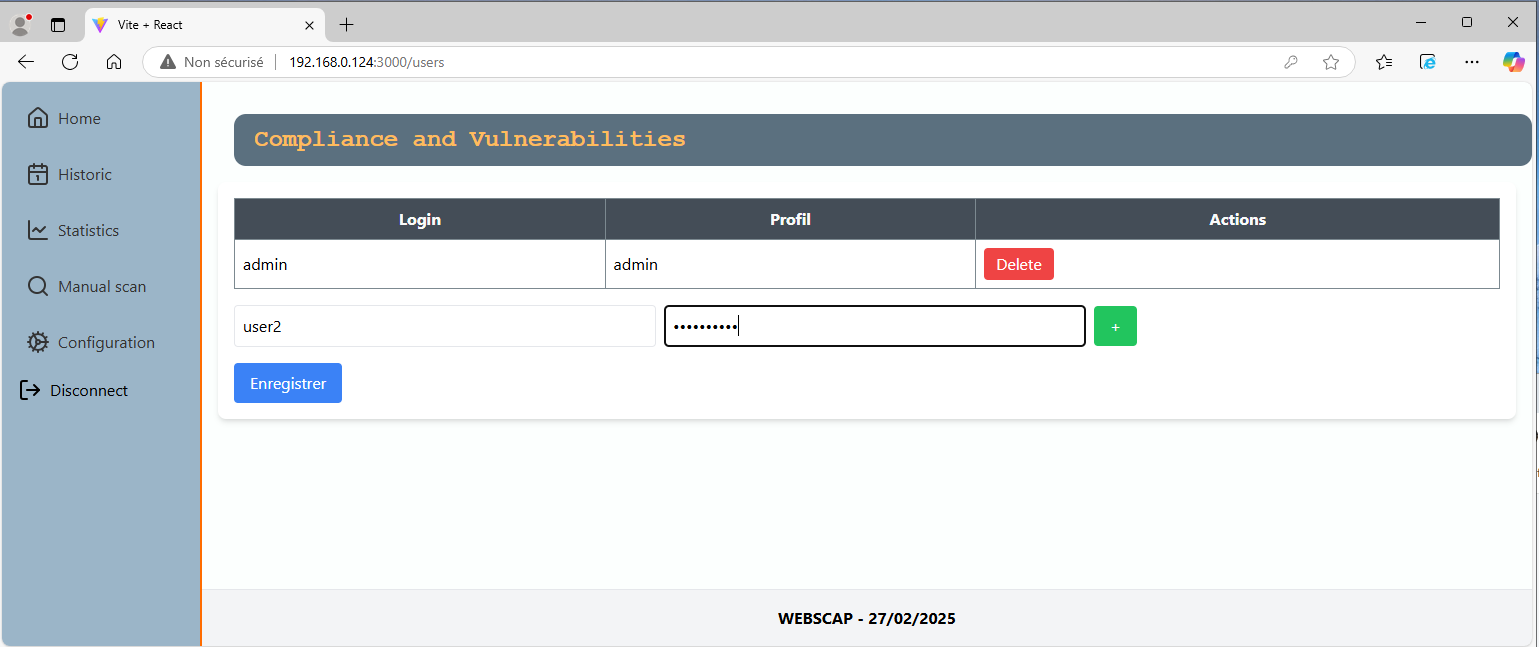 Vite + React
Non sécurisé
192.168.0.124:3000/users
Home
Historic
Statistics
Manual scan
Configuration
Disconnect
Compliance and Vulnerabilities
Login Profil Actions
admin admin Delete
user2 •••••••••• +
Enregistrer
WEBSCAP - 27/02/2025